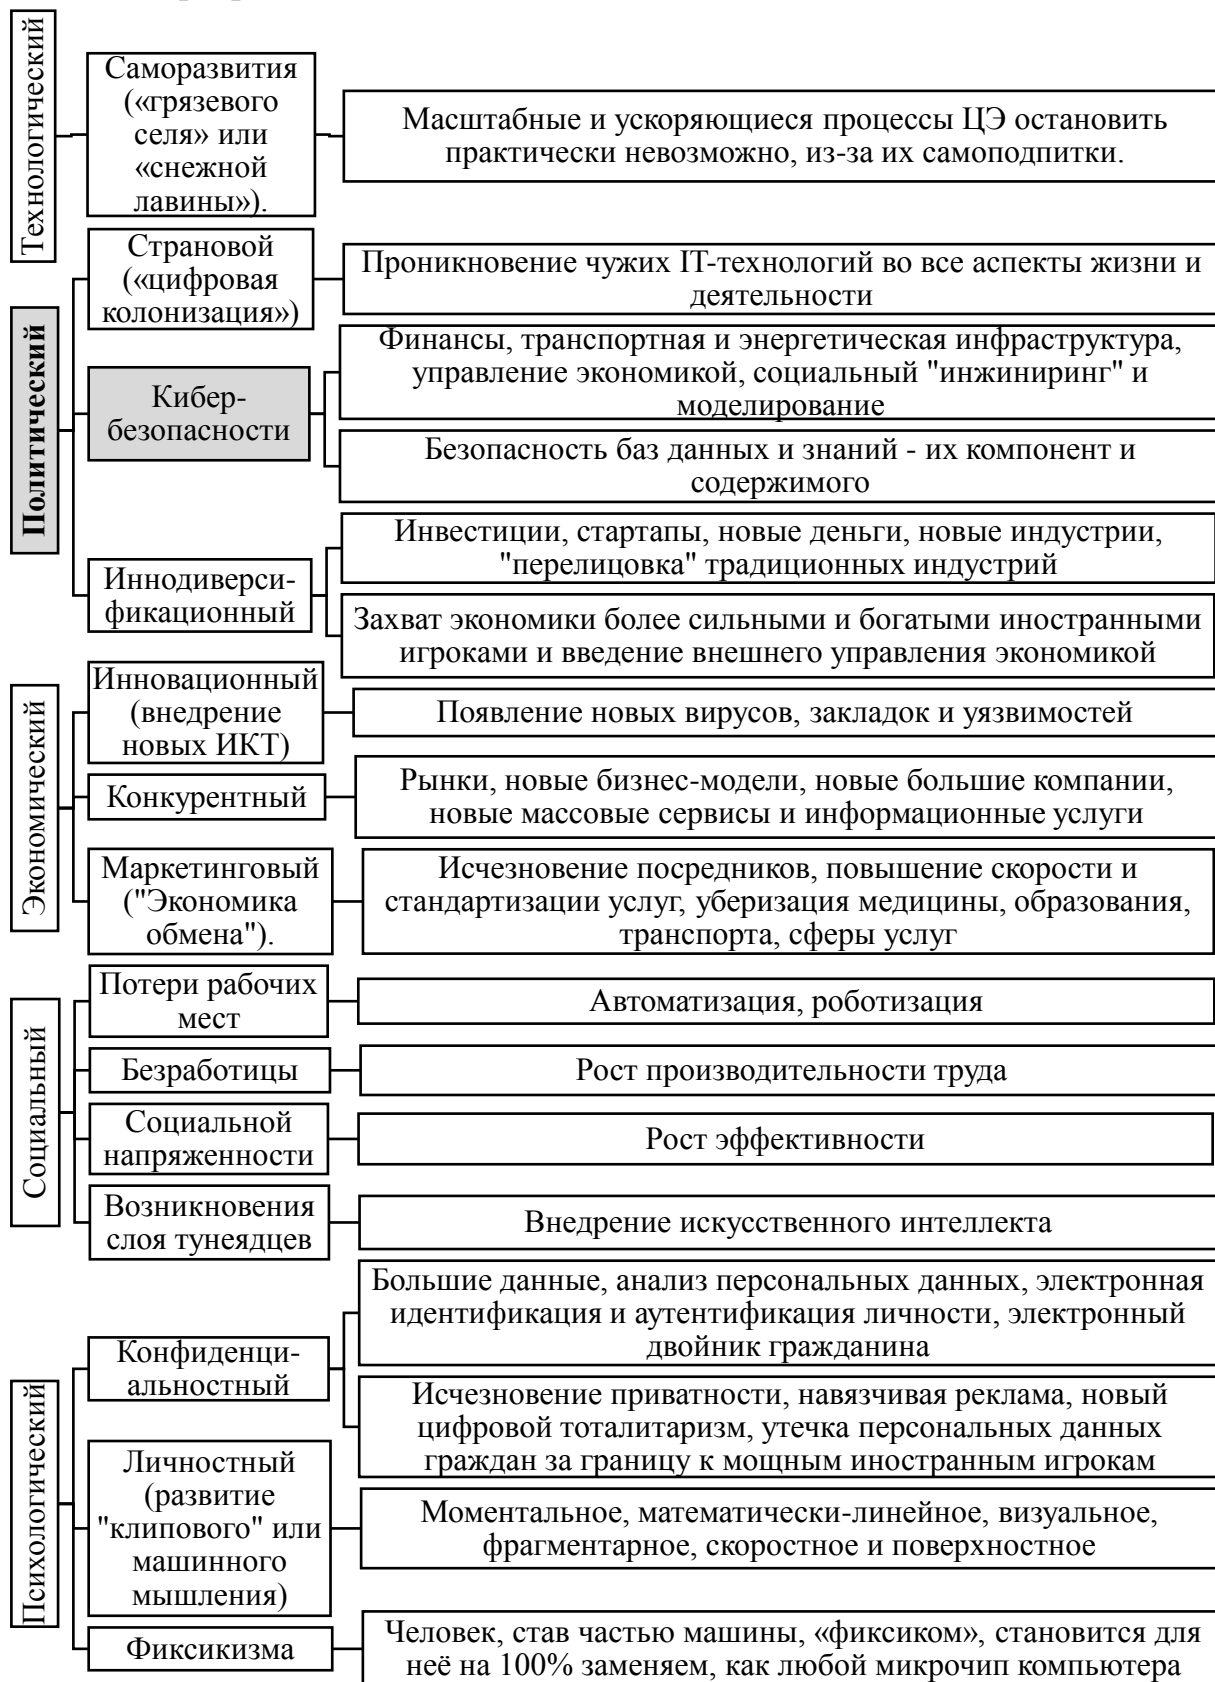 Технологический
Саморазвития
(«грязевого
селя» или
«снежной
лавины»).
Масштабные и ускоряющиеся процессы ЦЭ остановить
практически невозможно, из-за их самоподпитки.
Политический
Страновой
(«цифровая
колонизация»)
Проникновение чужих IT-технологий во все аспекты жизни и
деятельности
Кибер-
безопасности
Финансы, транспортная и энергетическая инфраструктура,
управление экономикой, социальный "инжиниринг" и
моделирование
Безопасность баз данных и знаний - их компонент и
содержимого
Иннодиверси-
фикационный
Инвестиции, стартапы, новые деньги, новые индустрии,
"перелицовка" традиционных индустрий
Захват экономики более сильными и богатыми иностранными
игроками и введение внешнего управления экономикой
Экономический
Инновационный
(внедрение
новых ИКТ)
Появление новых вирусов, закладок и уязвимостей
Конкурентный
Рынки, новые бизнес-модели, новые большие компании,
новые массовые сервисы и информационные услуги
Маркетинговый
("Экономика
обмена").
Исчезновение посредников, повышение скорости и
стандартизации услуг, уберизация медицины, образования,
транспорта, сферы услуг
Социальный
Потери рабочих
мест
Автоматизация, роботизация
Безработицы
Рост производительности труда
Социальной
напряженности
Рост эффективности
Возникновения
слоя тунеядцев
Внедрение искусственного интеллекта
Психологический
Конфиденци-
альностный
Большие данные, анализ персональных данных, электронная
идентификация и аутентификация личности, электронный
двойник гражданина
Исчезновение приватности, навязчивая реклама, новый
цифровой тоталитаризм, утечка персональных данных
граждан за границу к мощным иностранным игрокам
Личностный
(развитие
"клипового" или
машинного
мышления)
Моментальное, математически-линейное, визуальное,
фрагментарное, скоростное и поверхностное
Фиксикизма
Человек, став частью машины, «фиксиком», становится для
неё на 100% заменяем, как любой микрочип компьютера